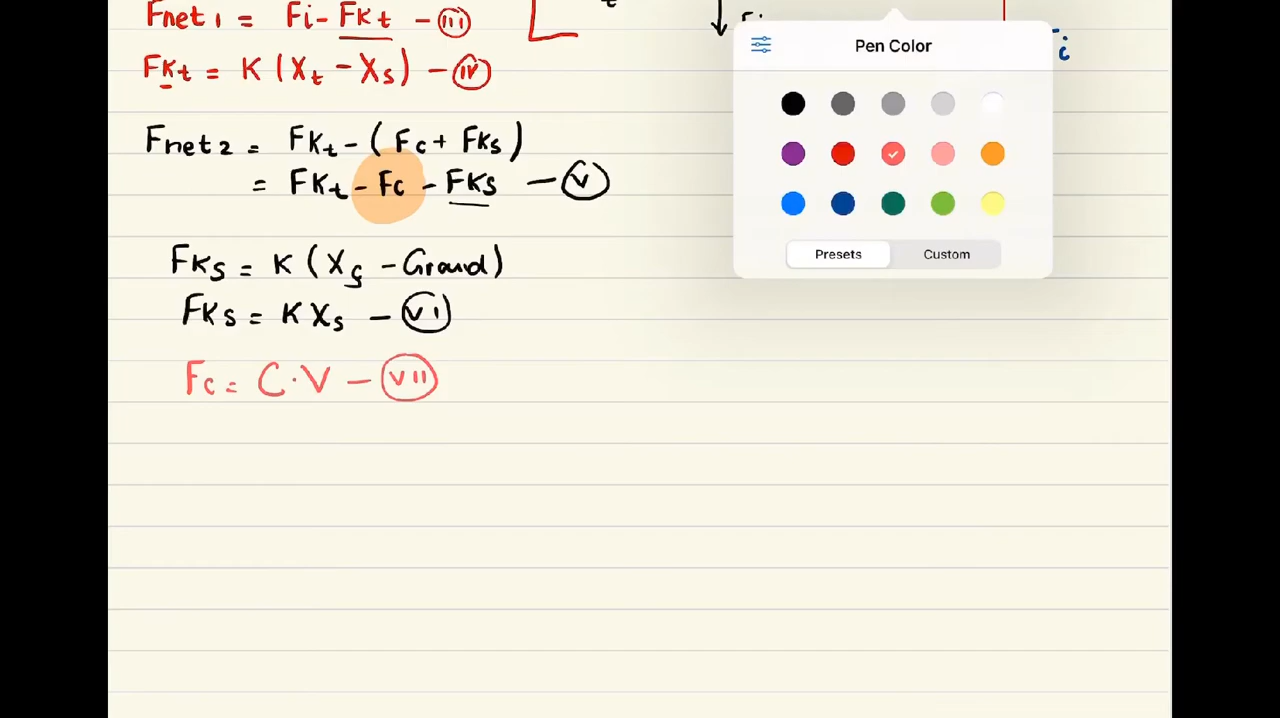 Fnet1 = Fi - Fkt - III
Fkt = K (Xt - Xs) - IV
Fnet2 = FKt - (Fc + FKs)
= FKt - Fc - FKs - V
FKs = K (Xs - Ground)
FKs = K Xs - VI
Fc = C·V - VII
t
i
Pen Color
Presets Custom